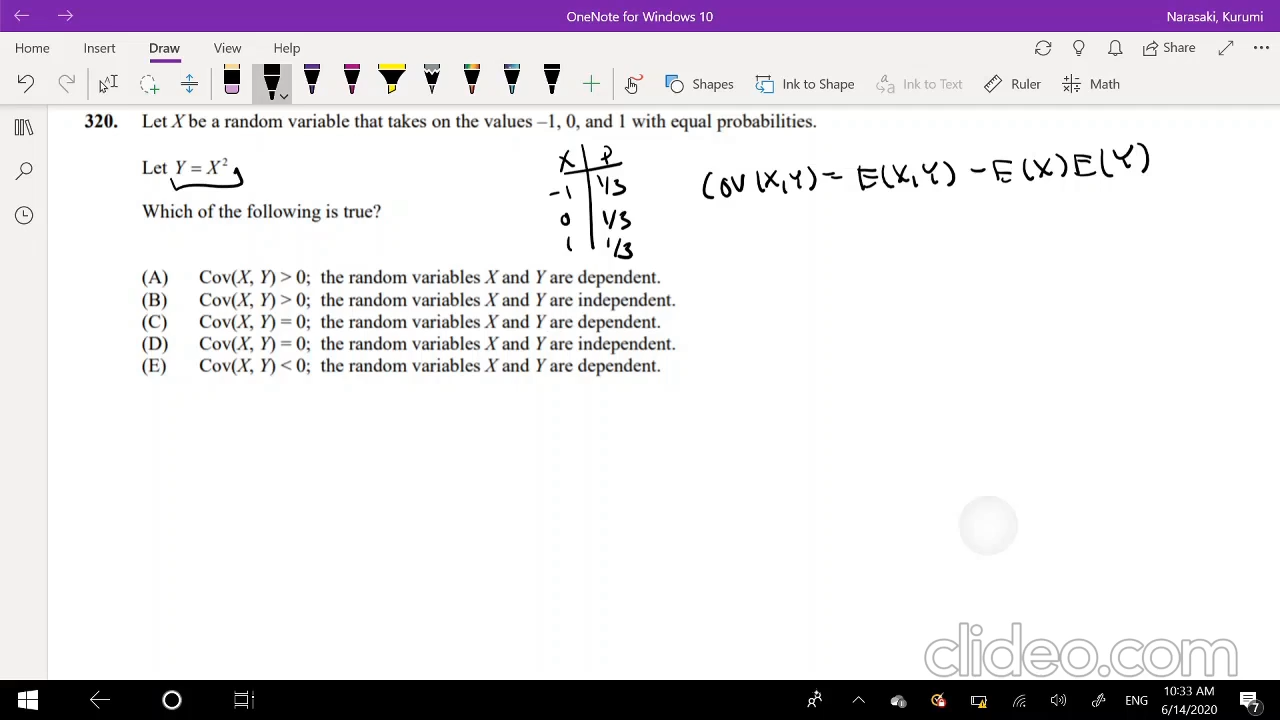 OneNote for Windows 10
Narasaki, Kurumi
Home Insert Draw View Help
Share
Shapes Ink to Shape Ink to Text Ruler Math
320. Let X be a random variable that takes on the values –1, 0, and 1 with equal probabilities.
Let Y = X²
X P
-1 1/3
0 1/3
1 1/3
COV (X,Y) = E(X,Y) - E(X)E(Y)
Which of the following is true?
(A) Cov(X, Y) > 0; the random variables X and Y are dependent.
(B) Cov(X, Y) > 0; the random variables X and Y are independent.
(C) Cov(X, Y) = 0; the random variables X and Y are dependent.
(D) Cov(X, Y) = 0; the random variables X and Y are independent.
(E) Cov(X, Y) < 0; the random variables X and Y are dependent.
clideo.com
ENG
10:33 AM
6/14/2020
7